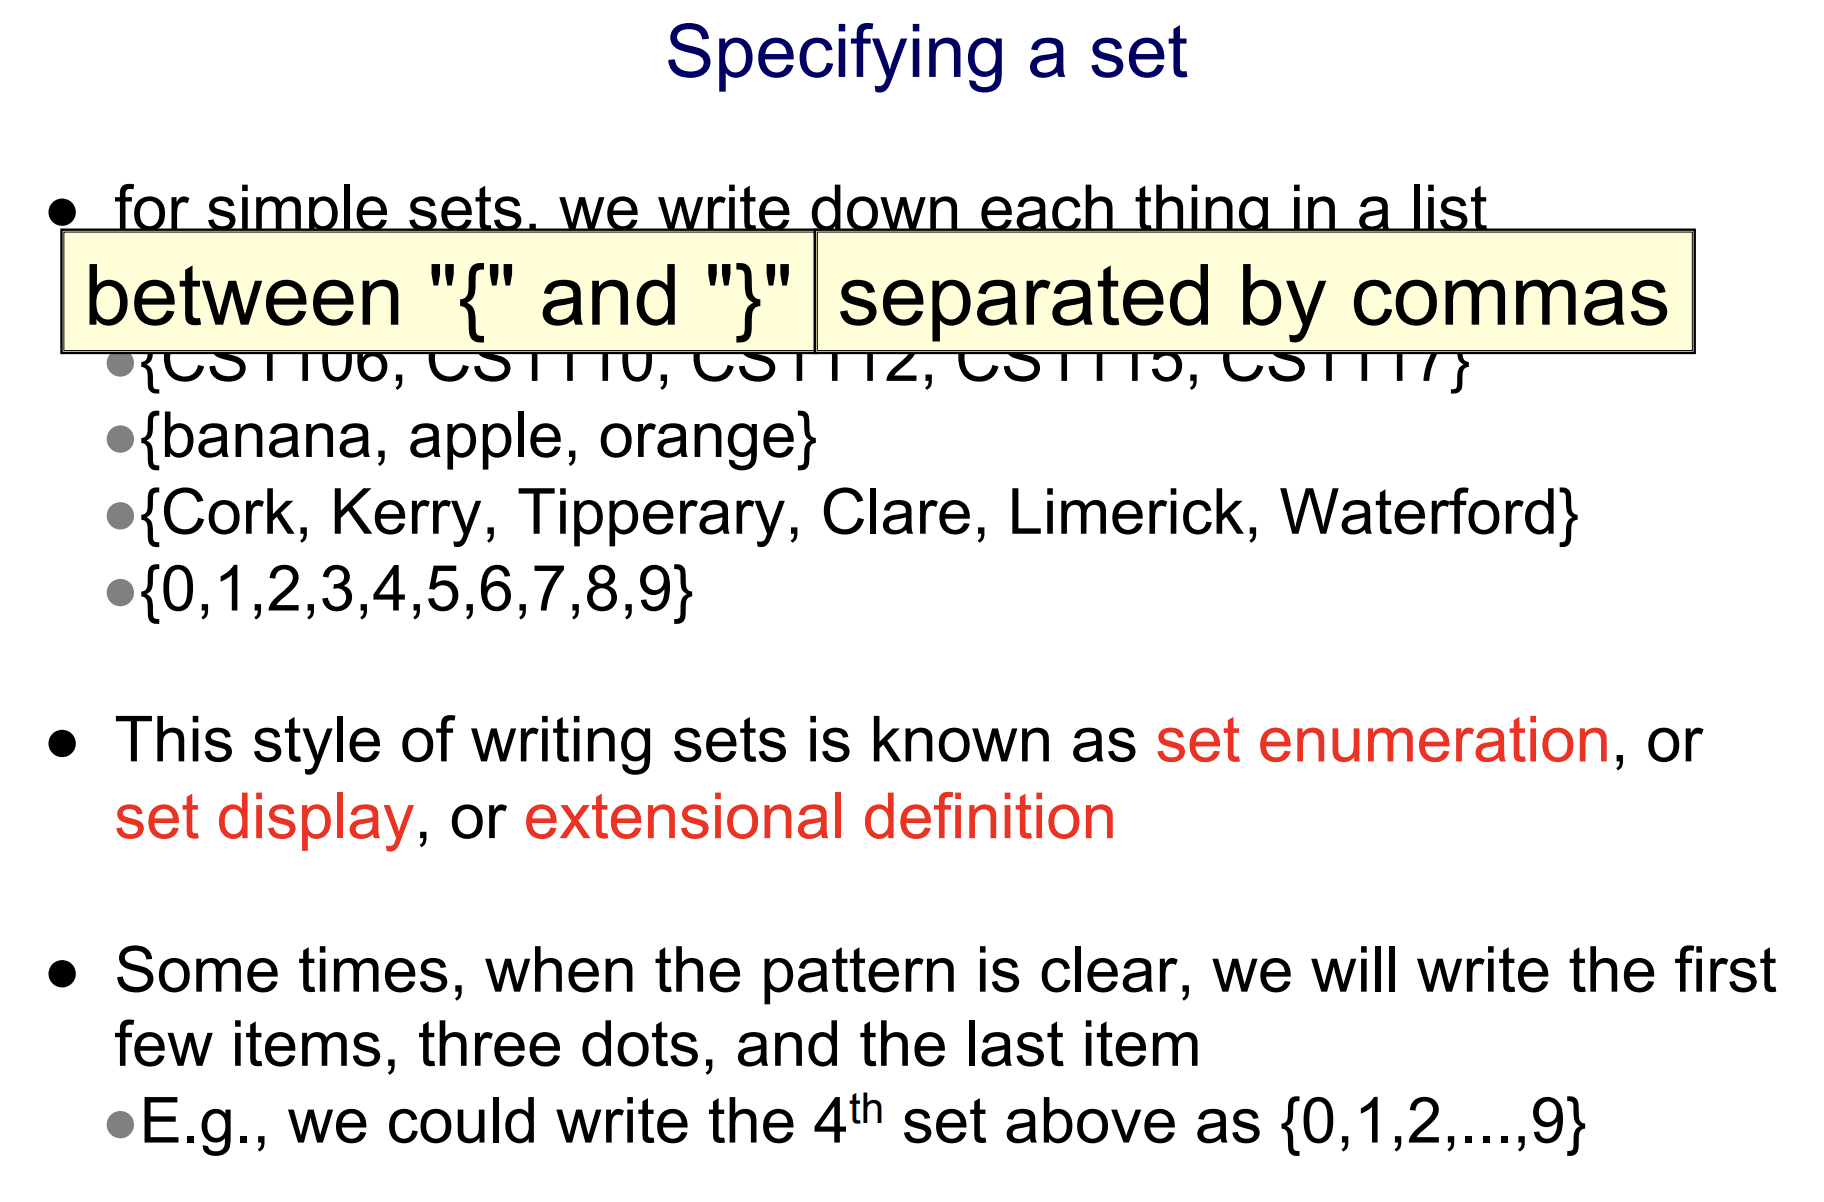 Specifying a set
● for simple sets, we write down each thing in a list
between "{" and "}" separated by commas
●{CS1106, CS1110, CS1112, CS1115, CS1117}
●{banana, apple, orange}
●{Cork, Kerry, Tipperary, Clare, Limerick, Waterford}
●{0,1,2,3,4,5,6,7,8,9}
● This style of writing sets is known as set enumeration, or
set display, or extensional definition
● Some times, when the pattern is clear, we will write the first
few items, three dots, and the last item
●E.g., we could write the 4th set above as {0,1,2,...,9}